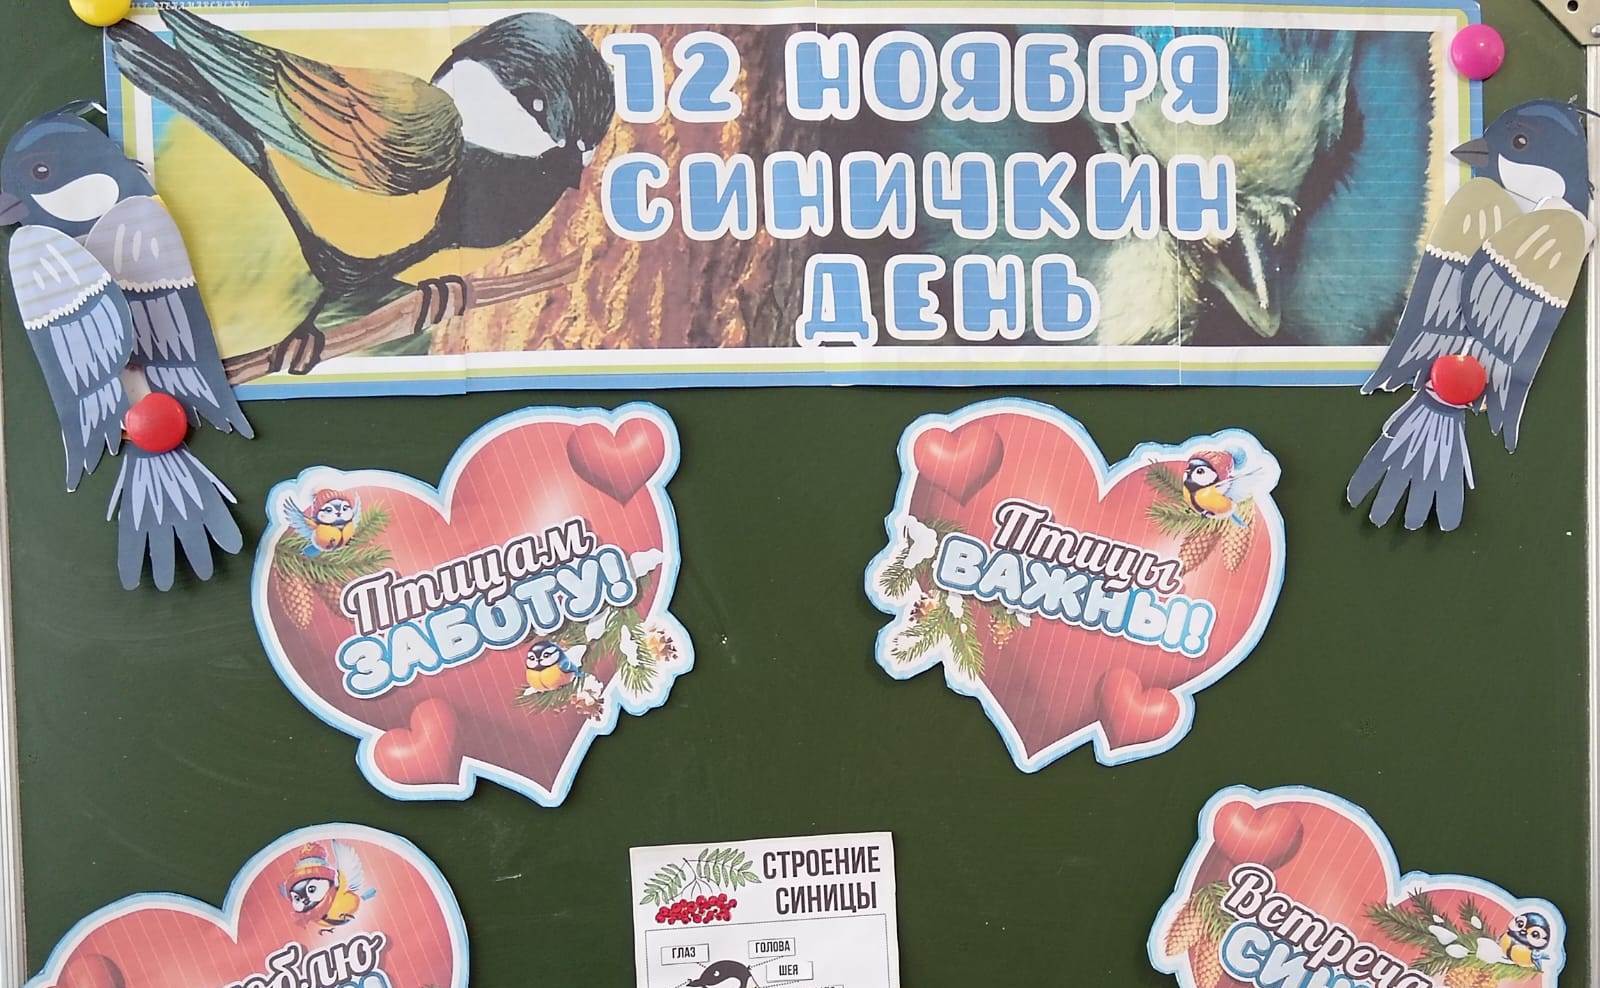 12 НОЯБРЯ
СИНИЧКИН
ДЕНЬ
Птицам
ЗАБОТУ!
Птицы
ВАЖНЫ!
СТРОЕНИЕ
СИНИЦЫ
ГЛАЗ
ГОЛОВА
ШЕЯ